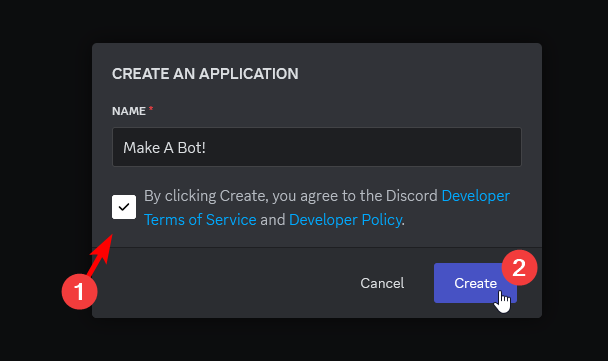 CREATE AN APPLICATION
NAME *
Make A Bot!
By clicking Create, you agree to the Discord Developer
Terms of Service and Developer Policy.
1
2
Cancel
Create